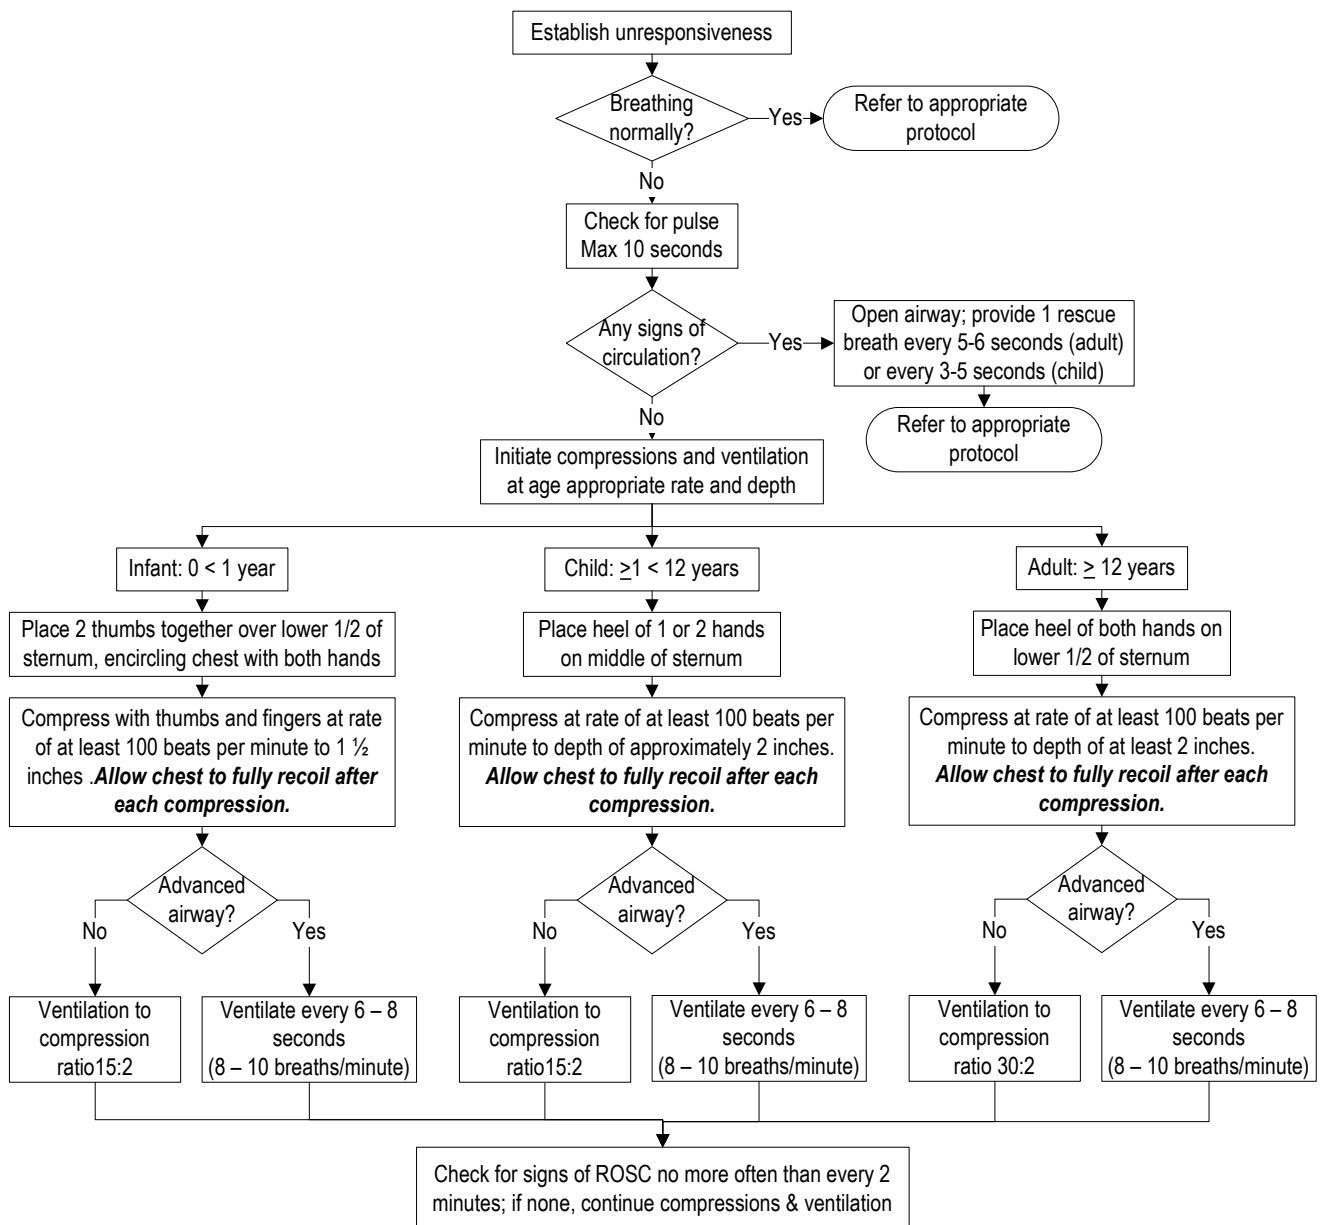 Establish unresponsiveness
Breathing
normally?
Yes
Refer to appropriate
protocol
No
Check for pulse
Max 10 seconds
Any signs of
circulation?
Yes
Open airway; provide 1 rescue
breath every 5-6 seconds (adult)
or every 3-5 seconds (child)
Refer to appropriate
protocol
No
Initiate compressions and ventilation
at age appropriate rate and depth
Infant: 0 < 1 year
Place 2 thumbs together over lower 1/2 of
sternum, encircling chest with both hands
Compress with thumbs and fingers at rate
of at least 100 beats per minute to 1 ½
inches .Allow chest to fully recoil after
each compression.
Advanced
airway?
No
Yes
Ventilation to
compression
ratio15:2
Ventilate every 6 – 8
seconds
(8 – 10 breaths/minute)
Child: ≥1 < 12 years
Place heel of 1 or 2 hands
on middle of sternum
Compress at rate of at least 100 beats per
minute to depth of approximately 2 inches.
Allow chest to fully recoil after each
compression.
Advanced
airway?
No
Yes
Ventilation to
compression
ratio15:2
Ventilate every 6 – 8
seconds
(8 – 10 breaths/minute)
Adult: ≥ 12 years
Place heel of both hands on
lower 1/2 of sternum
Compress at rate of at least 100 beats per
minute to depth of at least 2 inches.
Allow chest to fully recoil after each
compression.
Advanced
airway?
No
Yes
Ventilation to
compression
ratio 30:2
Ventilate every 6 – 8
seconds
(8 – 10 breaths/minute)
Check for signs of ROSC no more often than every 2
minutes; if none, continue compressions & ventilation